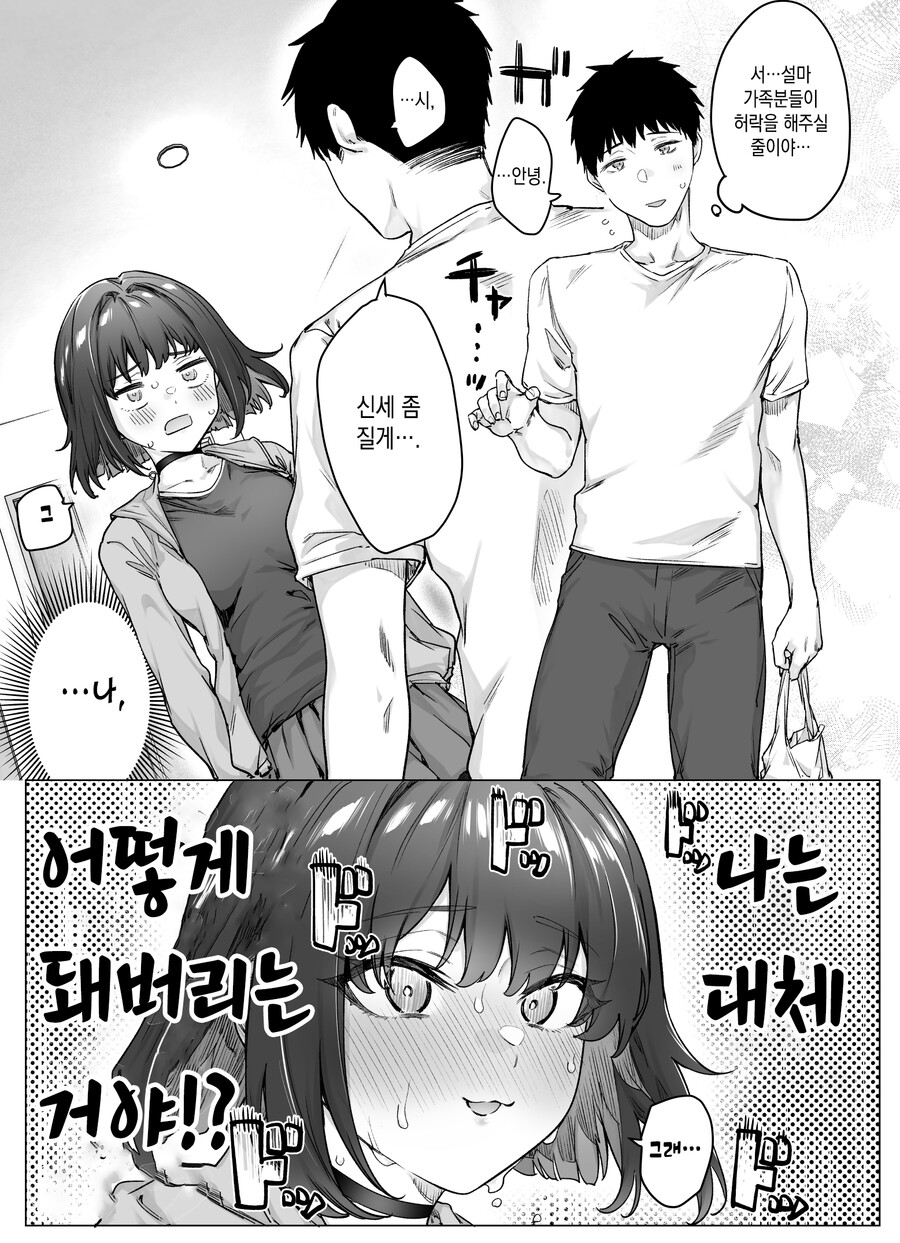 서…설마
가족분들이
허락을 해주실
줄이야…
…시,
…안녕.
신세 좀
질게….
チャ…ッ
그
…나,
나는
대체
어떻게
돼버리는
거야!?
그래…